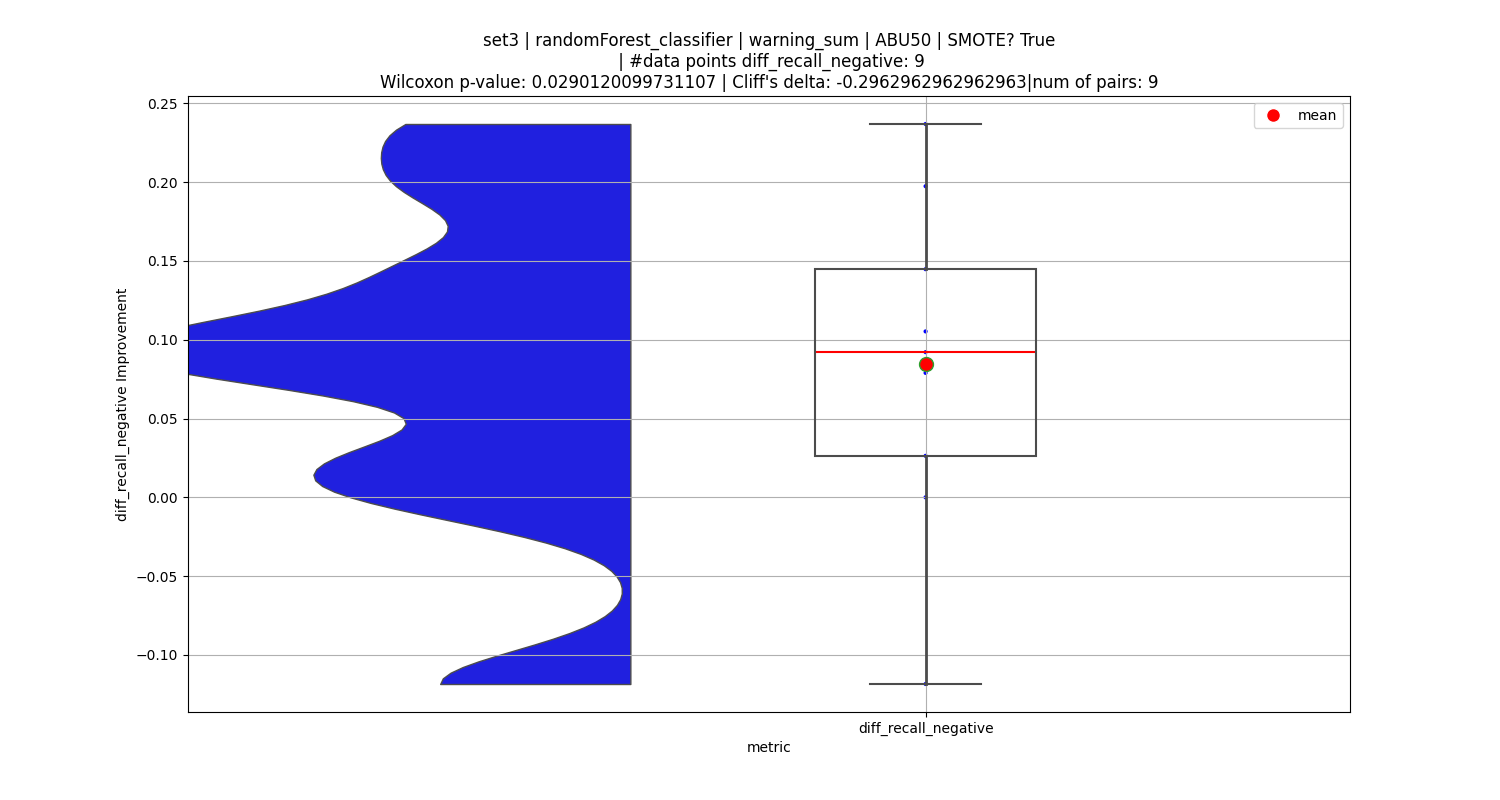 set3 | randomForest_classifier | warning_sum | ABU50 | SMOTE? True
| #data points diff_recall_negative: 9
Wilcoxon p-value: 0.0290120099731107 | Cliff's delta: -0.2962962962962963|num of pairs: 9
mean
0.25
0.20
0.15
0.10
0.05
0.00
−0.05
−0.10
diff_recall_negative Improvement
diff_recall_negative
metric